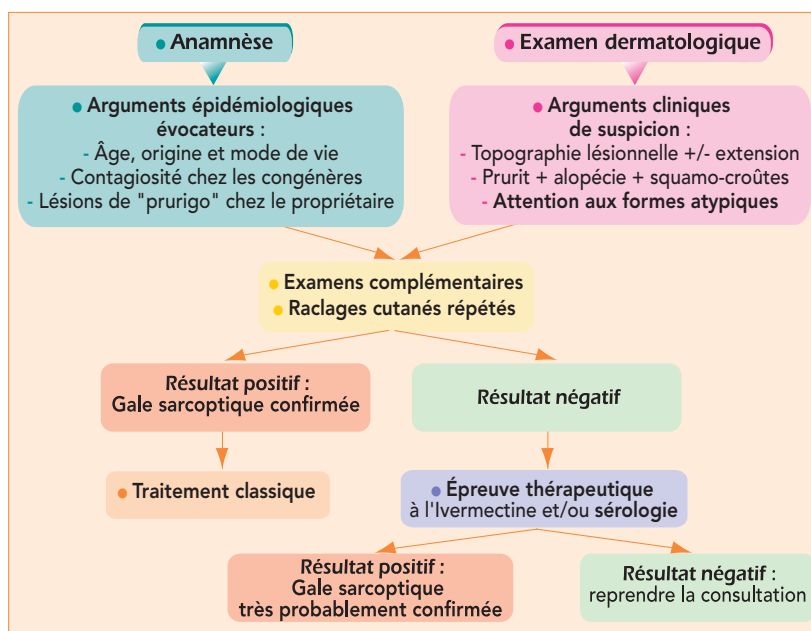 ● Anamnèse
● Arguments épidémiologiques
évocateurs :
- Âge, origine et mode de vie
- Contagiosité chez les congénères
- Lésions de "prurigo" chez le propriétaire
● Examen dermatologique
● Arguments cliniques
de suspicion :
- Topographie lésionnelle +/- extension
- Prurit + alopécie + squamo-croûtes
- Attention aux formes atypiques
● Examens complémentaires
● Raclages cutanés répétés
Résultat positif :
Gale sarcoptique confirmée
Résultat négatif
● Traitement classique
● Épreuve thérapeutique
à l'Ivermectine et/ou sérologie
Résultat positif :
Gale sarcoptique
très probablement confirmée
Résultat négatif :
reprendre la consultation